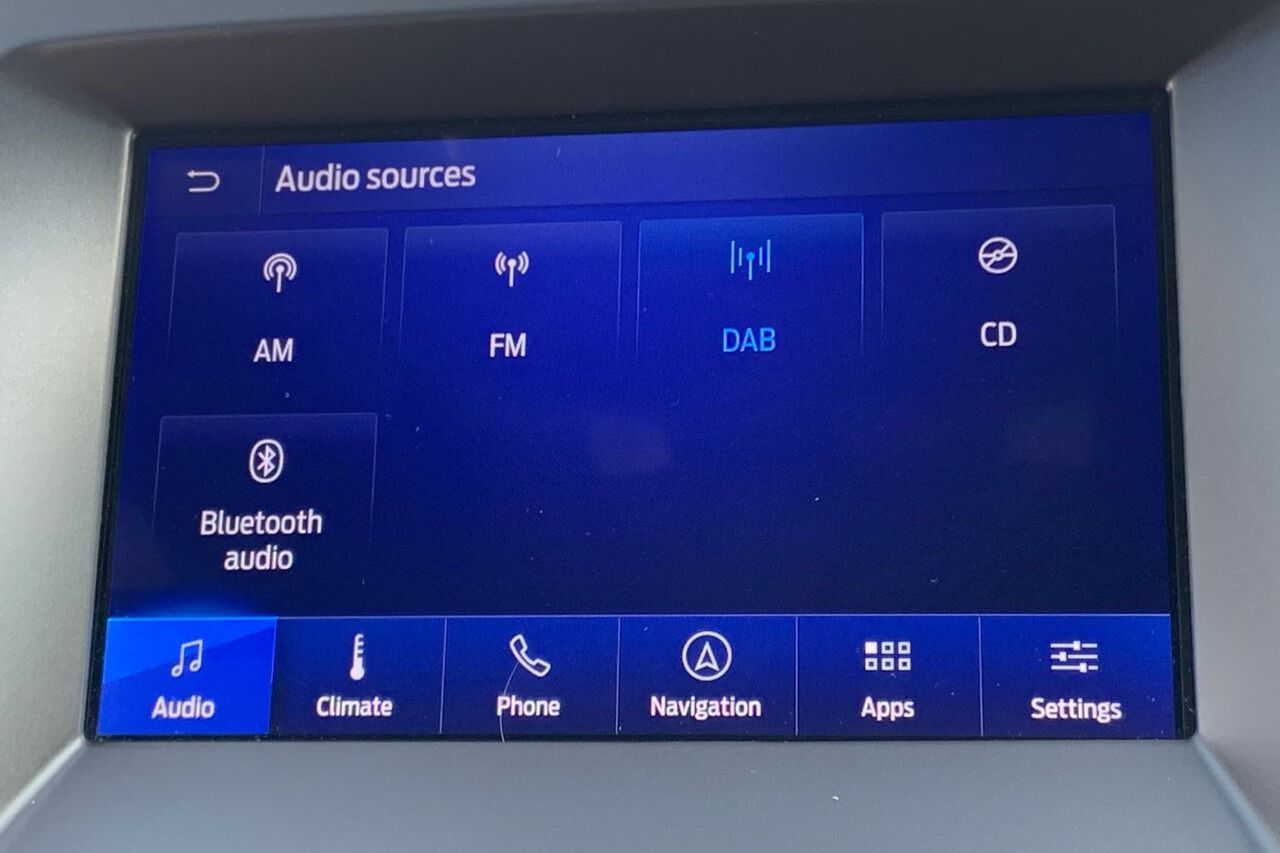 Audio sources
AM
FM
DAB
CD
Bluetooth
audio
Audio
Climate
Phone
Navigation
Apps
Settings